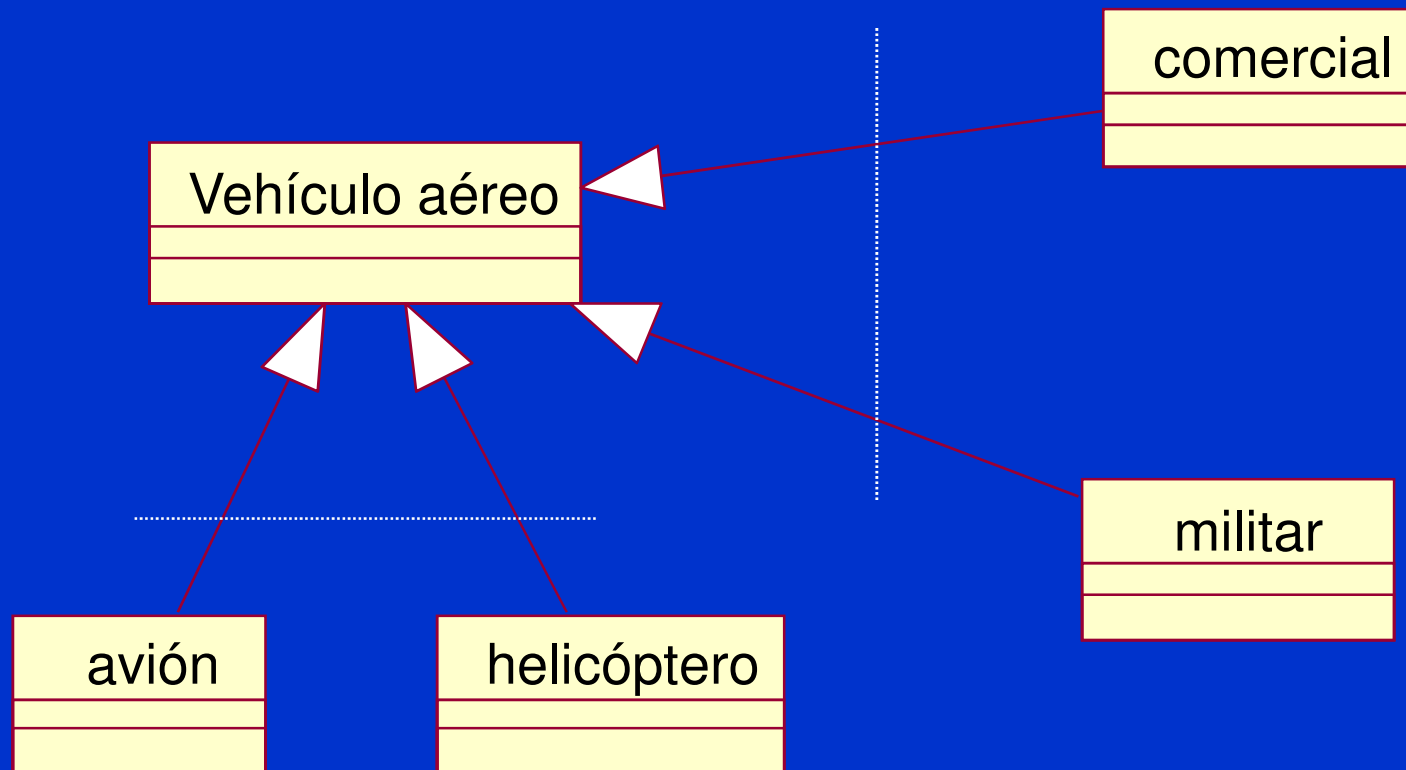 comercial
Vehículo aéreo
militar
avión
helicóptero